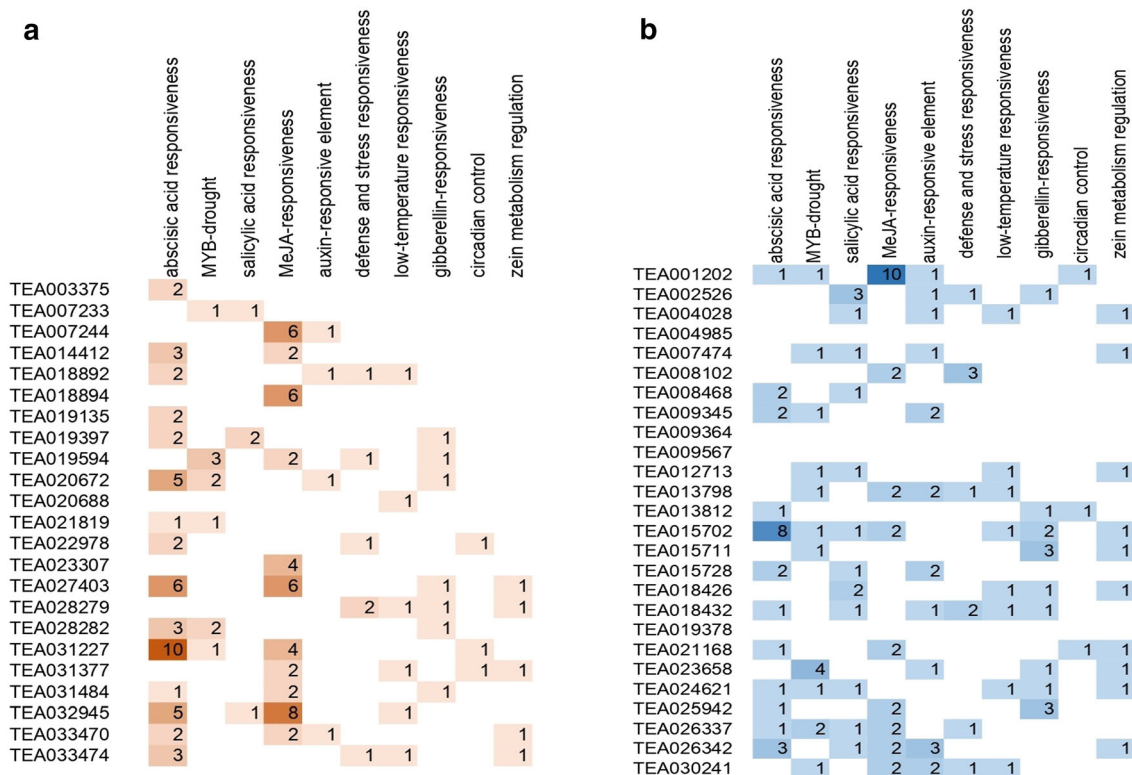 a
abscisic acid responsiveness
MYB-drought
salicylic acid responsiveness
MeJA-responsiveness
auxin-responsive element
defense and stress responsiveness
low-temperature responsiveness
gibberellin-responsiveness
circadian control
zein metabolism regulation
TEA003375 2
TEA007233 1 1
TEA007244 6 1
TEA014412 3 2
TEA018892 2 1 1 1
TEA018894 6
TEA019135 2
TEA019397 2 2 1
TEA019594 3 2 1 1
TEA020672 5 2 1 1
TEA020688 1
TEA021819 1 1
TEA022978 2 1 1
TEA023307 4
TEA027403 6 6 1 1
TEA028279 2 1 1 1
TEA028282 3 2 1
TEA031227 10 1 4 1
TEA031377 2 1 1 1
TEA031484 1 2 1
TEA032945 5 1 8 1
TEA033470 2 2 1 1
TEA033474 3 1 1 1
b
abscisic acid responsiveness
MYB-drought
salicylic acid responsiveness
MeJA-responsiveness
auxin-responsive element
defense and stress responsiveness
low-temperature responsiveness
gibberellin-responsiveness
circadian control
zein metabolism regulation
TEA001202 1 1 10 1 1
TEA002526 3 1 1 1
TEA004028 1 1 1 1
TEA004985
TEA007474 1 1 1 1
TEA008102 2 3
TEA008468 2 1
TEA009345 2 1 2
TEA009364
TEA009567
TEA012713 1 1 1 1
TEA013798 1 2 2 1 1
TEA013812 1 1 1
TEA015702 8 1 1 2 1 2 1
TEA015711 1 3 1
TEA015728 2 1 2
TEA018426 2 1 1 1
TEA018432 1 1 1 2 1 1
TEA019378
TEA021168 1 2 1 1
TEA023658 4 1 1 1
TEA024621 1 1 1 1 1 1
TEA025942 1 2 3
TEA026337 1 2 1 2 1
TEA026342 3 1 2 3 1
TEA030241 1 2 2 1 1